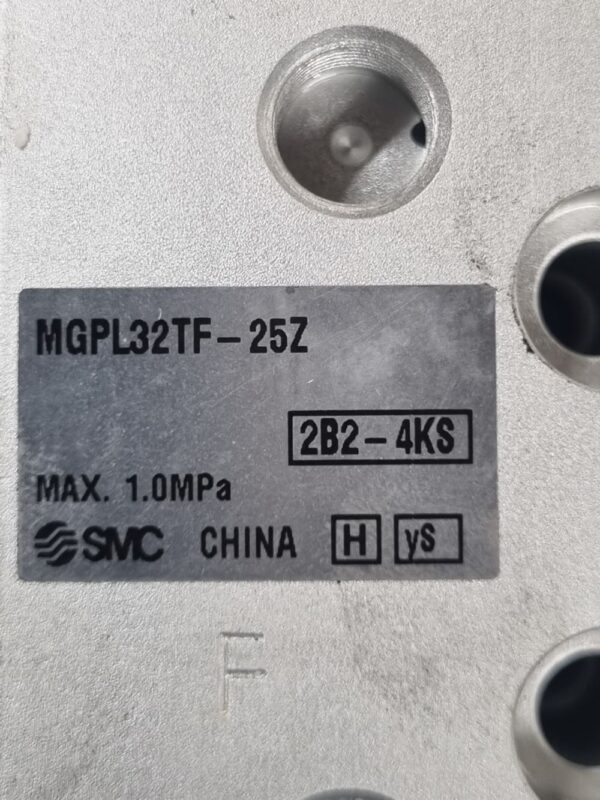 MGPL32TF-25Z
2B2-4KS
MAX. 1.0MPa
SMC CHINA H yS
F